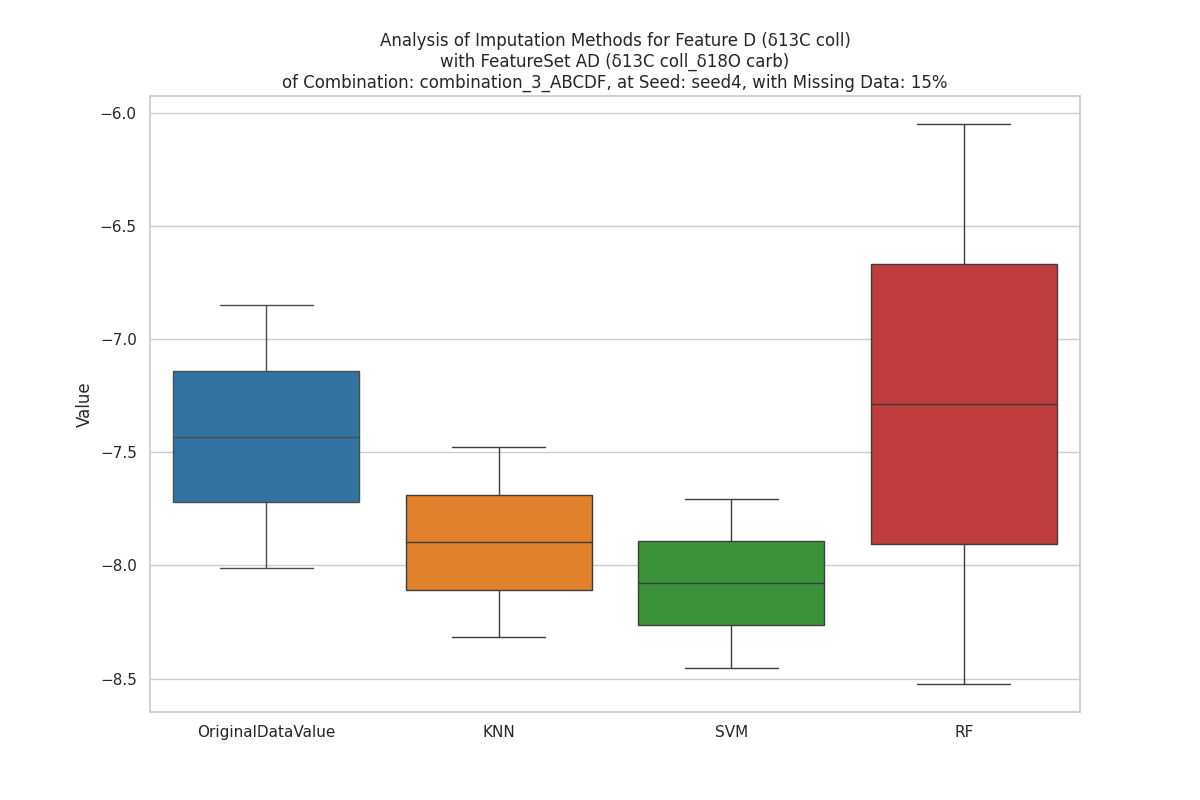 Analysis of Imputation Methods for Feature D (δ13C coll)
with FeatureSet AD (δ13C coll_δ18O carb)
of Combination: combination_3_ABCDF, at Seed: seed4, with Missing Data: 15%
−6.0
−6.5
−7.0
−7.5
−8.0
−8.5
Value
OriginalDataValue
KNN
SVM
RF